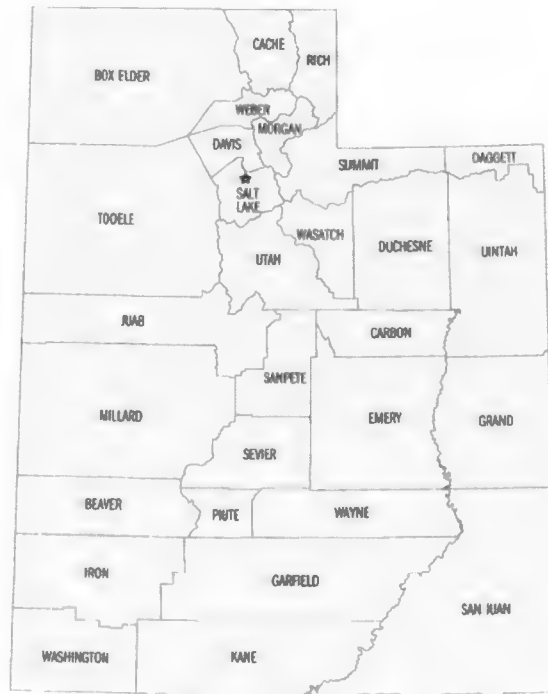 CACHE
RICH
BOX ELDER
WEBER
MORGAN
DAVIS
SUMMIT
DAGGETT
SALT
LAKE
TOOELE
WASATCH
DUCHESNE
UINTAH
UTAH
JUAB
CARBON
SANPETE
MILLARD
EMERY
GRAND
SEVIER
BEAVER
PIUTE
WAYNE
IRON
GARFIELD
SAN JUAN
WASHINGTON
KANE